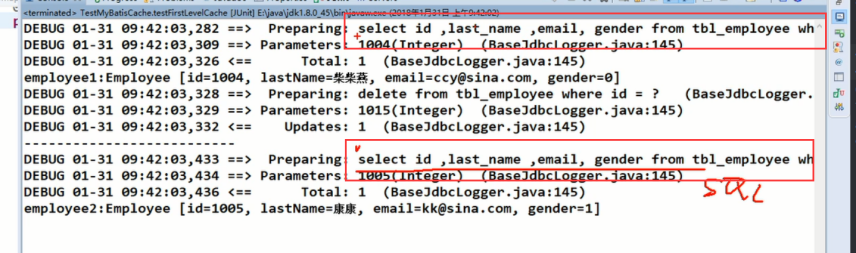 <terminated> TestMyBatisCache.testFirstLevelCache [JUnit] E:\java\jdk1.8.0_45\bin\javaw.exe (2018年1月31日 上午9:42:02)
DEBUG 01-31 09:42:03,282 ==>  Preparing: select id ,last_name ,email, gender from tbl_employee wh
DEBUG 01-31 09:42:03,309 ==> Parameters: 1004(Integer)  (BaseJdbcLogger.java:145)
DEBUG 01-31 09:42:03,326 <==      Total: 1  (BaseJdbcLogger.java:145)
employee1:Employee [id=1004, lastName=柴柴燕, email=ccy@sina.com, gender=0]
DEBUG 01-31 09:42:03,328 ==>  Preparing: delete from tbl_employee where id = ?   (BaseJdbcLogger.
DEBUG 01-31 09:42:03,329 ==> Parameters: 1015(Integer)  (BaseJdbcLogger.java:145)
DEBUG 01-31 09:42:03,332 <==    Updates: 1  (BaseJdbcLogger.java:145)
--------------------------
DEBUG 01-31 09:42:03,433 ==>  Preparing: select id ,last_name ,email, gender from tbl_employee wh
DEBUG 01-31 09:42:03,434 ==> Parameters: 1005(Integer)  (BaseJdbcLogger.java:145)
SQL
DEBUG 01-31 09:42:03,436 <==      Total: 1  (BaseJdbcLogger.java:145)
employee2:Employee [id=1005, lastName=康康, email=kk@sina.com, gender=1]